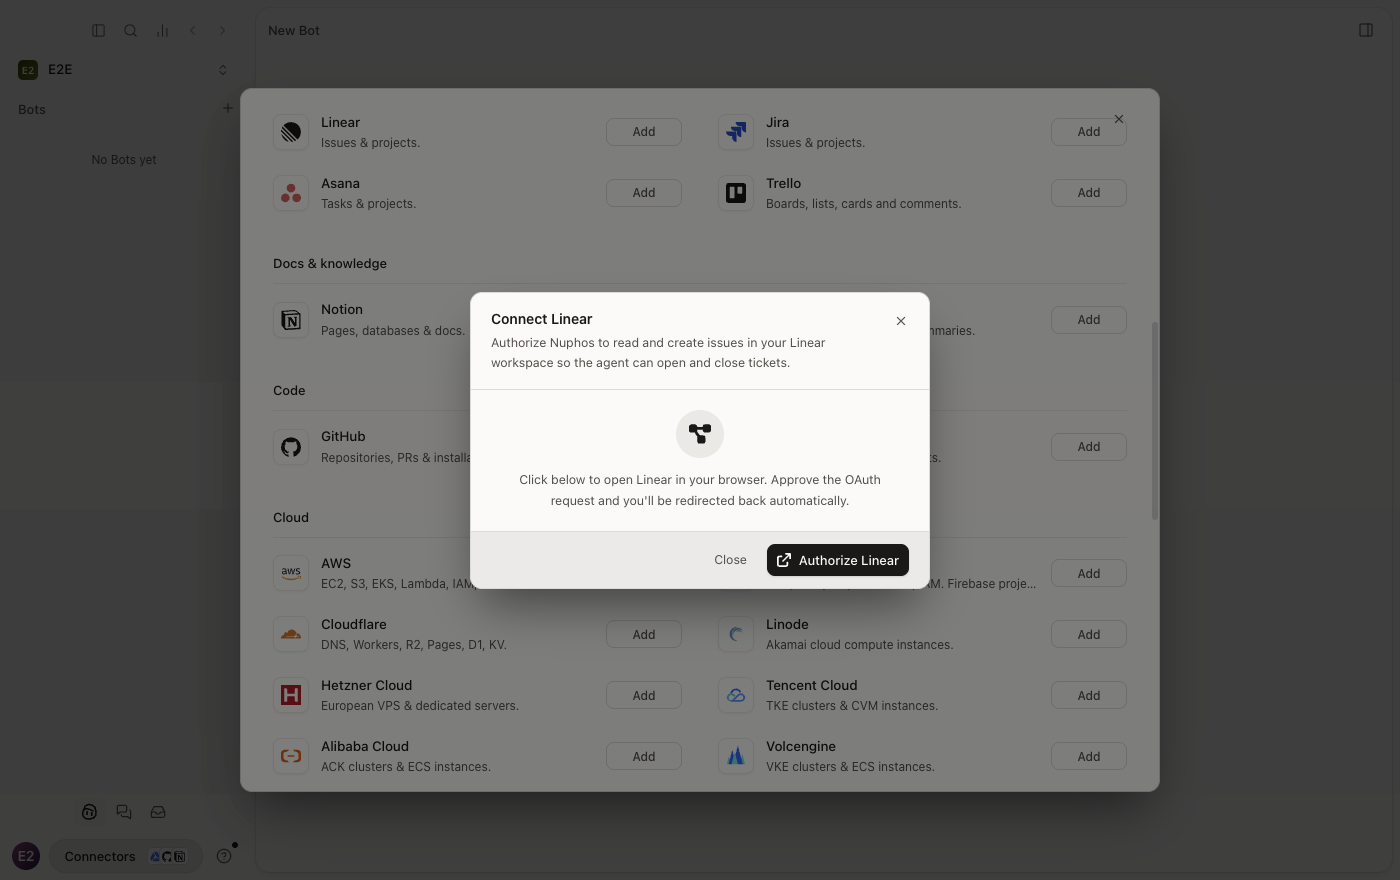 New Bot
E2 E2E
Bots
No Bots yet
Linear
Issues & projects.
Add
Jira
Issues & projects.
Add
Asana
Tasks & projects.
Add
Trello
Boards, lists, cards and comments.
Add
Docs & knowledge
Notion
Pages, databases & docs.
Add
Code
GitHub
Repositories, PRs &
Add
Cloud
aws
AWS
EC2, S3, EKS, Lambda, IAM,
Firebase proje...
Add
Cloudflare
DNS, Workers, R2, Pages, D1, KV.
Add
Linode
Akamai cloud compute instances.
Add
Hetzner Cloud
European VPS & dedicated servers.
Add
Tencent Cloud
TKE clusters & CVM instances.
Add
Alibaba Cloud
ACK clusters & ECS instances.
Add
Volcengine
VKE clusters & ECS instances.
Add
Connect Linear
Authorize Nuphos to read and create issues in your Linear
workspace so the agent can open and close tickets.
Click below to open Linear in your browser. Approve the OAuth
request and you'll be redirected back automatically.
Close
Authorize Linear
E2
Connectors